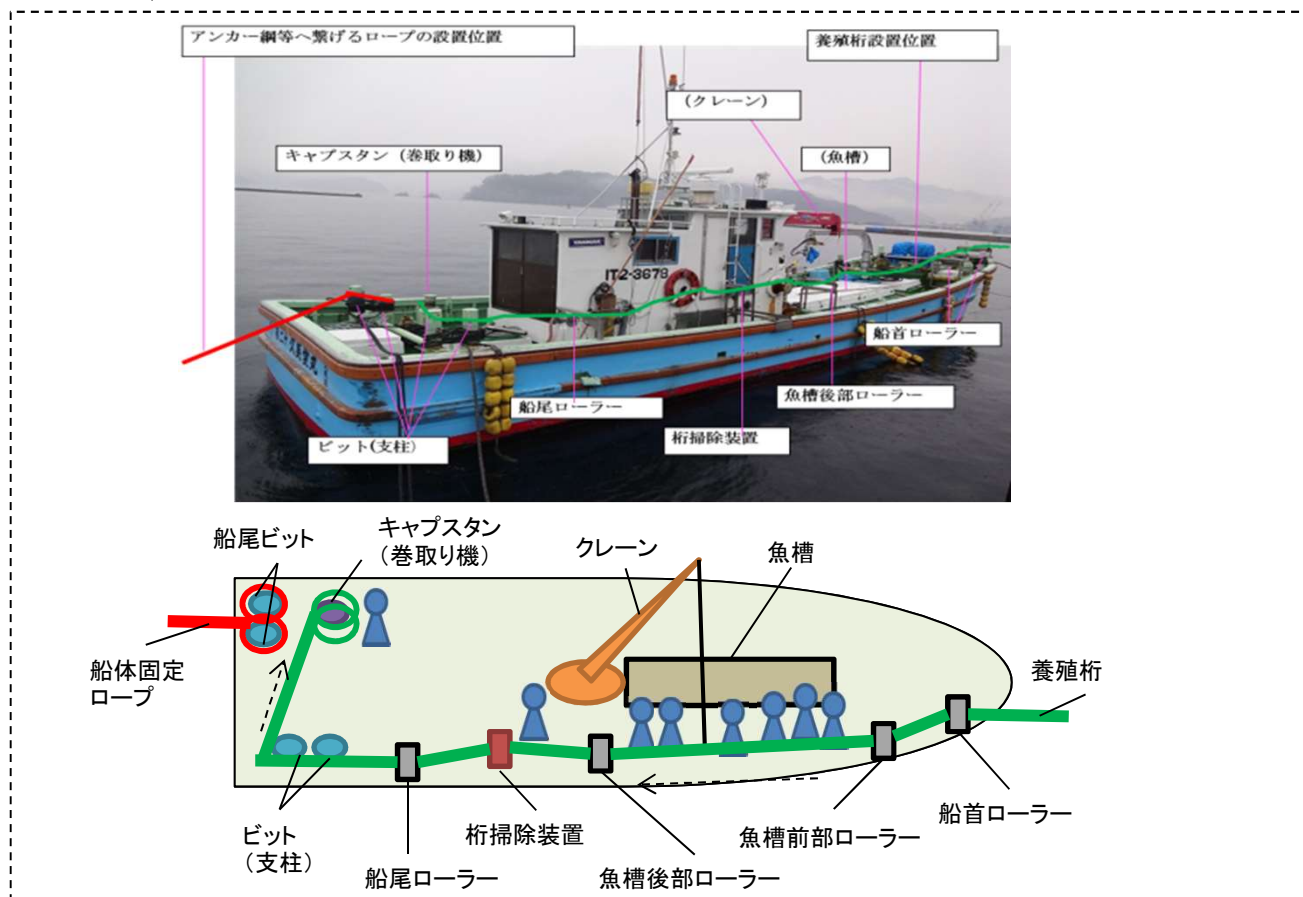 アンカー綱等へ繋げるロープの設置位置
養殖桁設置位置
(クレーン)
キャプスタン(巻取り機)
(魚槽)
IT2-3678
船首ローラー
魚槽後部ローラー
船尾ローラー
桁掃除装置
ビット(支柱)
船尾ビット
キャプスタン
(巻取り機)
クレーン
魚槽
船体固定
ロープ
養殖桁
ビット
(支柱)
船尾ローラー
桁掃除装置
魚槽後部ローラー
魚槽前部ローラー
船首ローラー